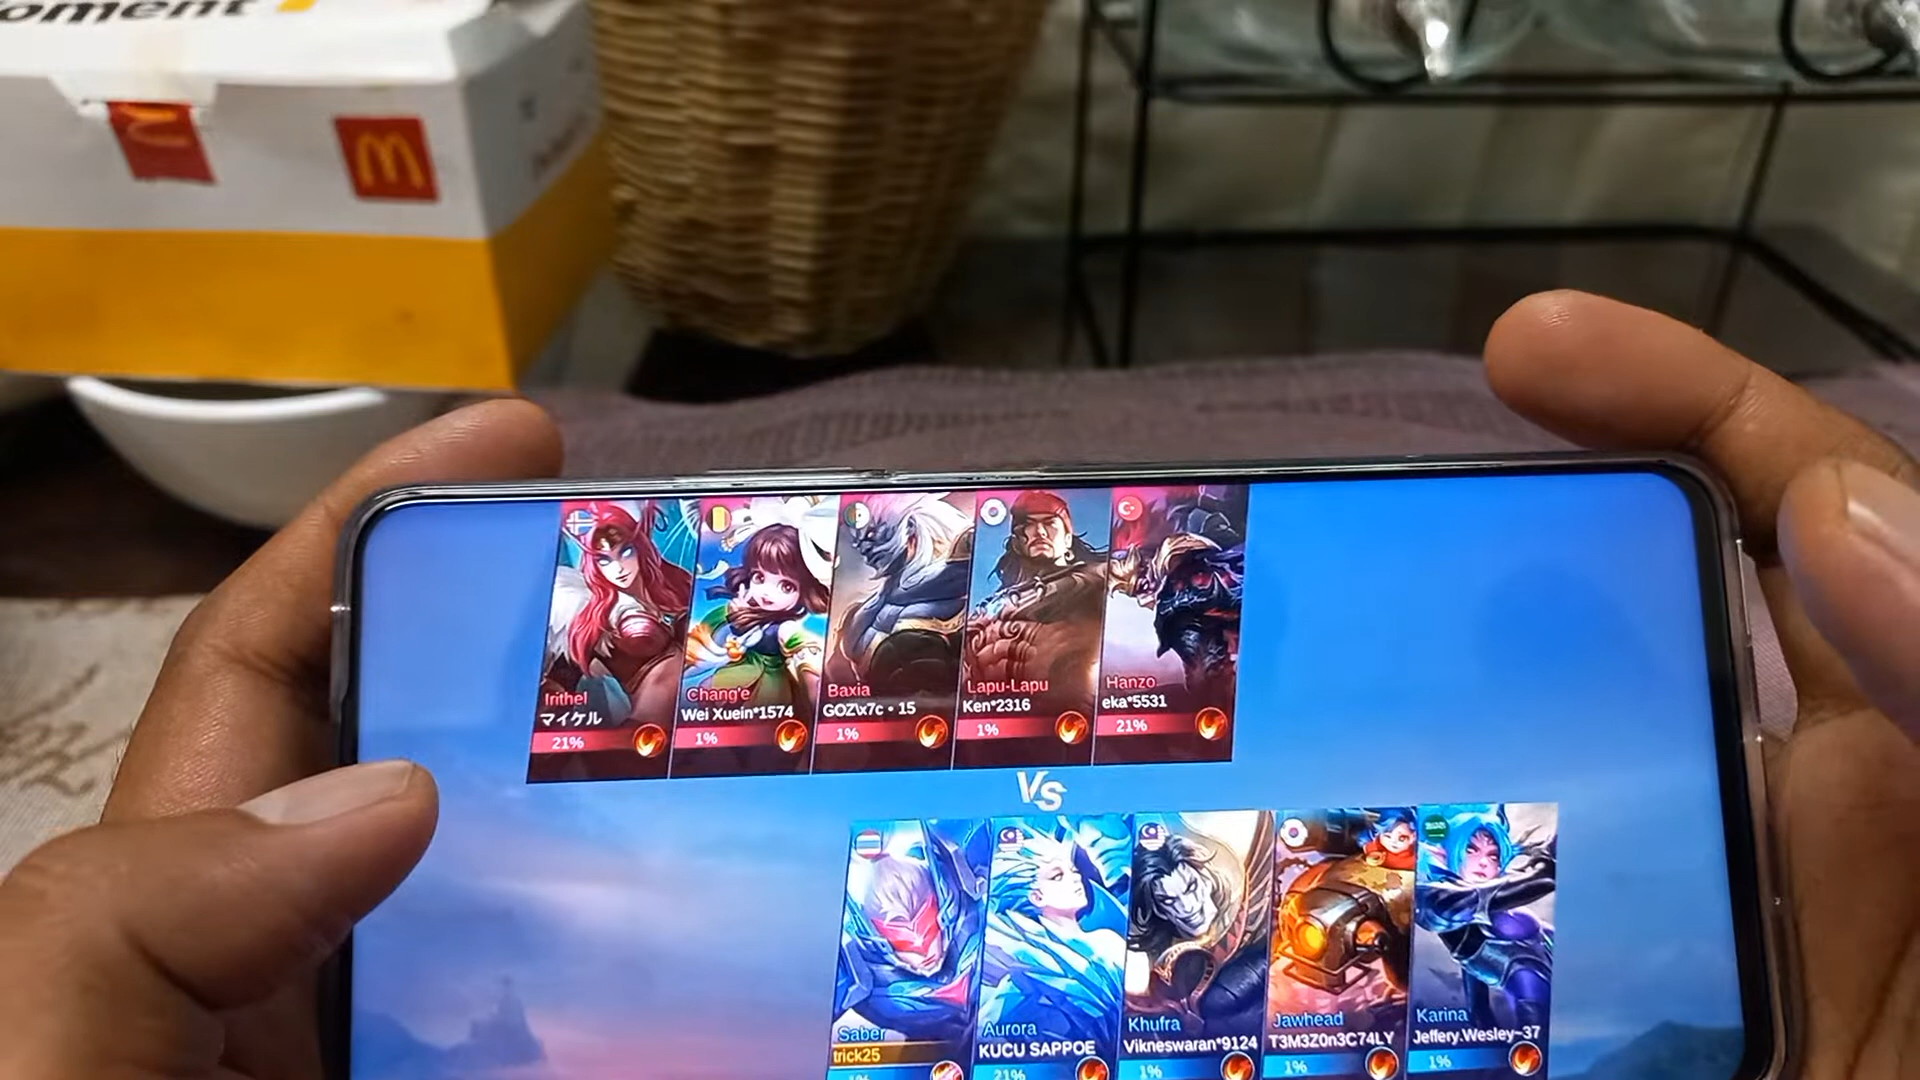 oment
Irithel
マイケル
21%
Chang'e
Wei Xuein*1574
1%
Baxia
GOZ\x7c • 15
1%
Lapu-Lapu
Ken*2316
1%
Hanzo
eka*5531
21%
Vs
Saber
trick25
1%
Aurora
KUCU SAPPOE
21%
Khufra
Vikneswaran*9124
1%
Jawhead
T3M3Z0n3C74LY
1%
Karina
Jeffery.Wesley~37
1%